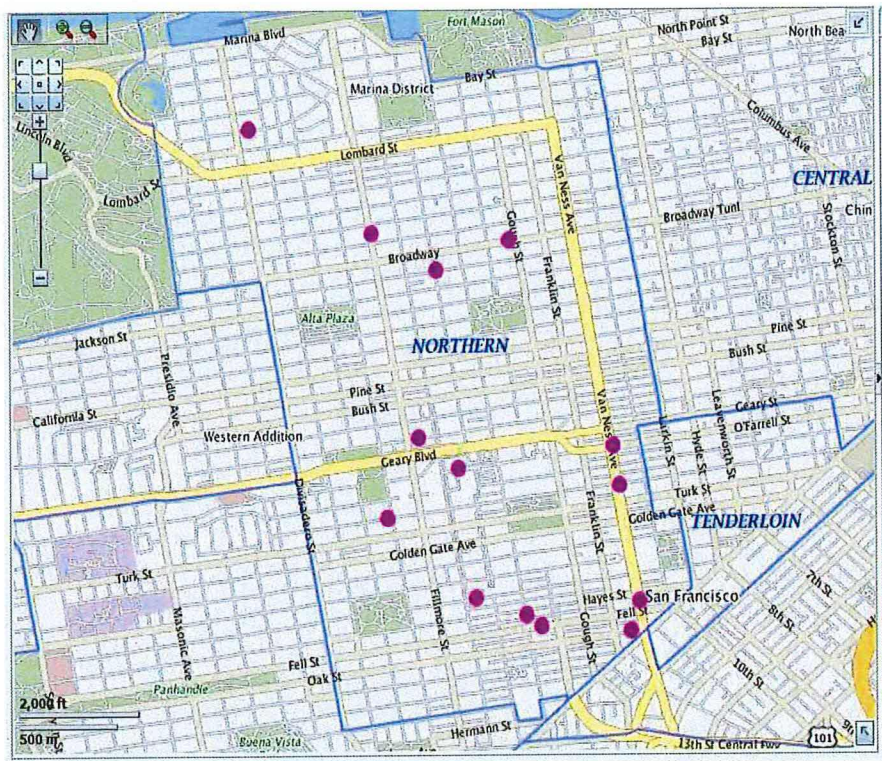 Fort Mason
North Point St
Bay St
North Bea
Marina Blvd
Bay St
Marina District
Columbus Ave
Lincoln Blvd
Lombard St
Lombard St
Van Ness Ave
CENTRAL
Broadway Tunl
Stockton St
Chin
Gough St
Broadway
Franklin St
Alta Plaza
Jackson St
NORTHERN
Pine St
Bush St
Presidio Ave
Pine St
Bush St
California St
Van Ness Ave
Larkin St
Hyde St
Leavenworth St
Geary St
O'Farrell St
Western Addition
Geary Blvd
Divisadero St
Franklin St
Turk St
Golden Gate Ave
TENDERLOIN
Golden Gate Ave
Turk St
Masonic Ave
Fillmore St
Hayes St
San Francisco
Fell St
Gough St
7th St
8th St
Fell St
Oak St
10th St
Panhandle
2,000 ft
500 m
Hermann St
Buena Vista
13th St Central Fwy
101
9th